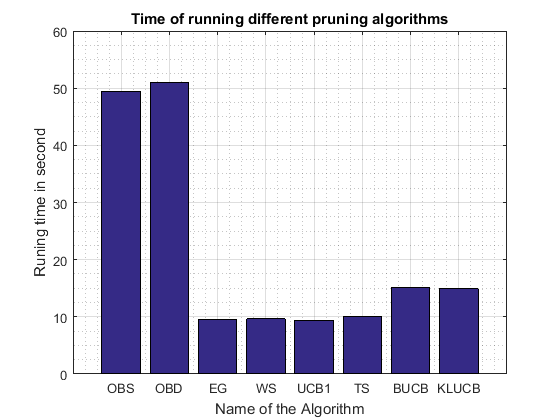 Time of running different pruning algorithms
60
50
40
30
20
10
0
Runing time in second
OBS OBD EG WS UCB1 TS BUCB KLUCB
Name of the Algorithm